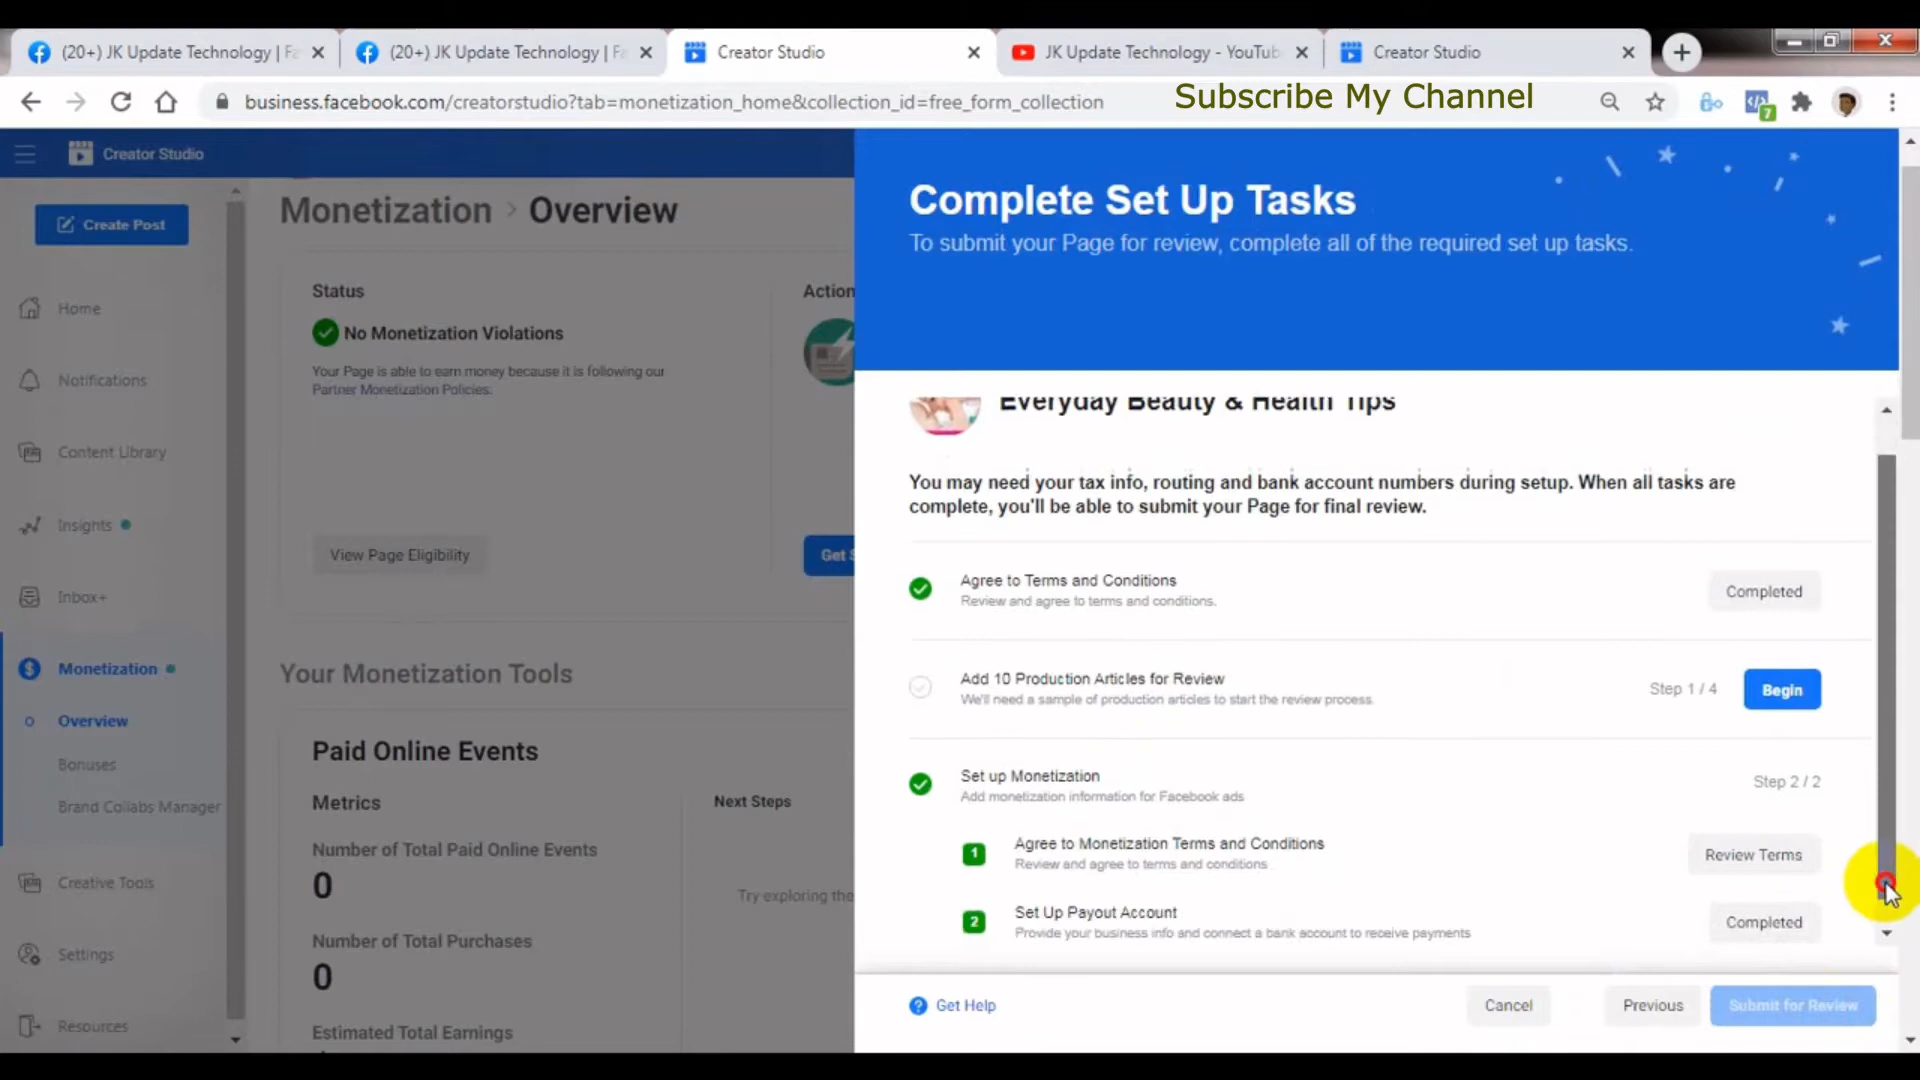 (20+) JK Update Technology | Fa
(20+) JK Update Technology | Fa
Creator Studio
JK Update Technology - YouTub
Creator Studio
business.facebook.com/creatorstudio?tab=monetization_home&collection_id=free_form_collection
Subscribe My Channel
7
Creator Studio
Create Post
Home
Notifications
Content Library
Insights
Inbox+
Monetization
Overview
Bonuses
Brand Collabs Manager
Creative Tools
Settings
Resources
Monetization > Overview
Status
No Monetization Violations
Your Page is able to earn money because it is following our
Partner Monetization Policies.
View Page Eligibility
Action
Get S
Your Monetization Tools
Paid Online Events
Metrics
Next Steps
Number of Total Paid Online Events
0
Try exploring the
Number of Total Purchases
0
Estimated Total Earnings
Complete Set Up Tasks
To submit your Page for review, complete all of the required set up tasks.
Everyday Beauty & Health Tips
You may need your tax info, routing and bank account numbers during setup. When all tasks are
complete, you'll be able to submit your Page for final review.
Agree to Terms and Conditions
Review and agree to terms and conditions.
Completed
Add 10 Production Articles for Review
We'll need a sample of production articles to start the review process.
Step 1 / 4
Begin
Set up Monetization
Add monetization information for Facebook ads
Step 2 / 2
1
Agree to Monetization Terms and Conditions
Review and agree to terms and conditions
Review Terms
2
Set Up Payout Account
Provide your business info and connect a bank account to receive payments
Completed
Get Help
Cancel
Previous
Submit for Review